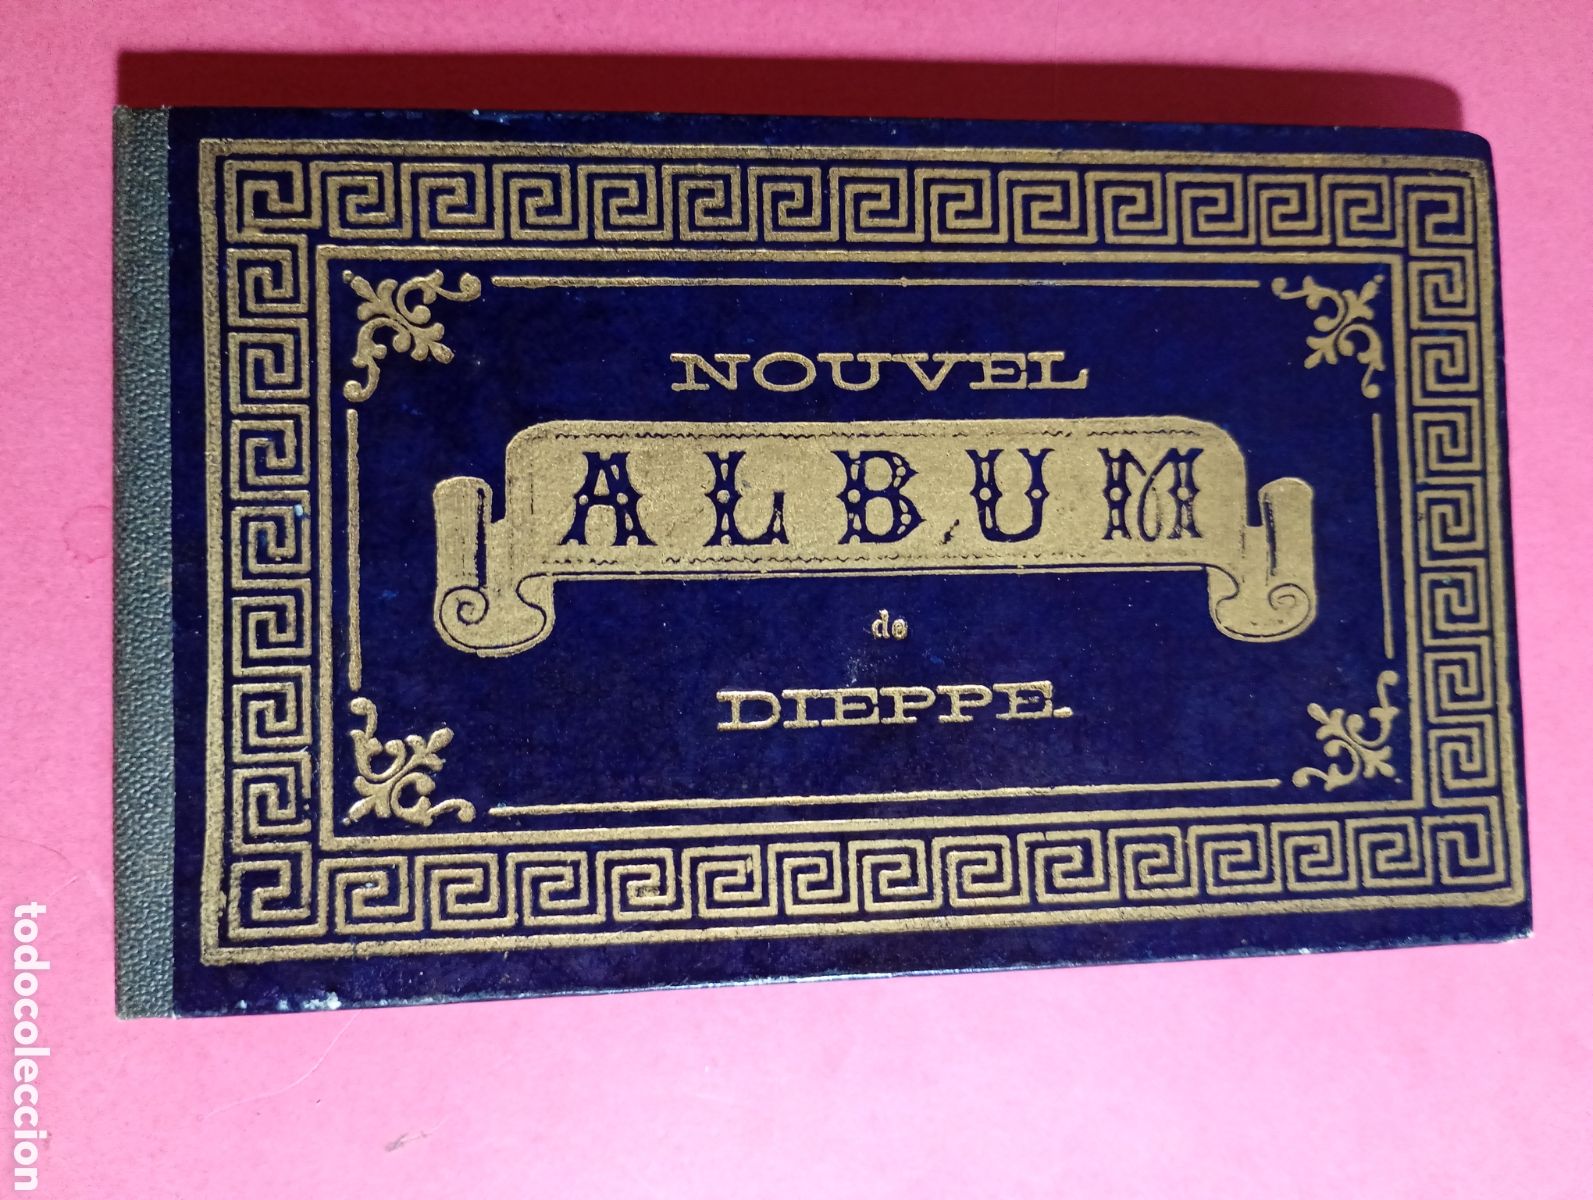 NOUVEL
ALBUM
de
DIEPPE.
todocoleccion